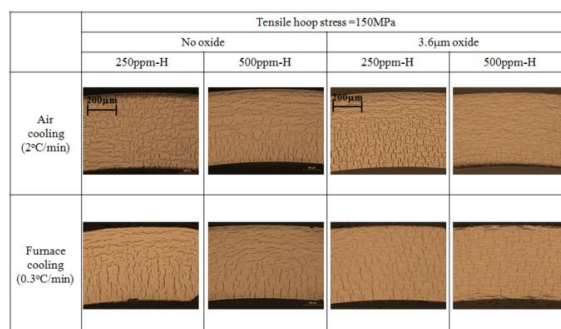 Tensile hoop stress =150MPa
No oxide
3.6μm oxide
250ppm-H
500ppm-H
250ppm-H
500ppm-H
Air
cooling
(2°C/min)
200μm
200μm
Furnace
cooling
(0.3°C/min)